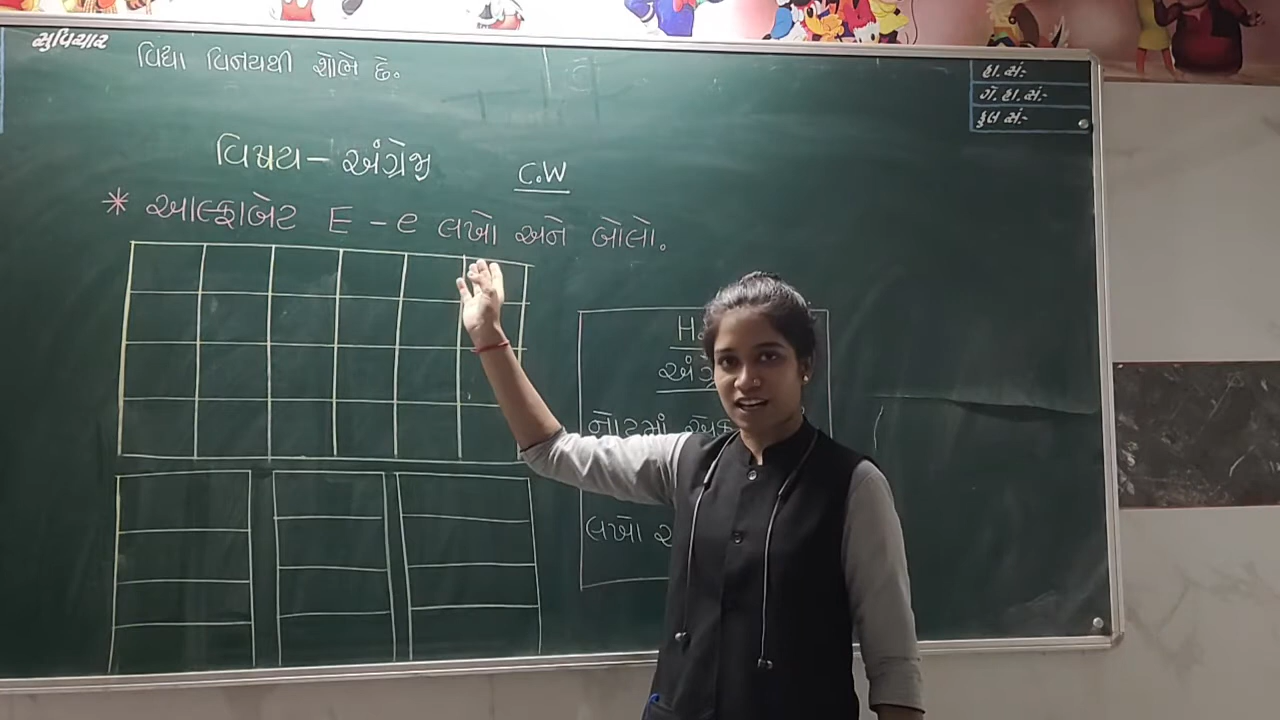 સુવિચાર
વિદ્યા વિનયથી શોભે છે.
હા.સં:-
ગે.હા.સં:-
કુલ સં:-
વિષય - અંગ્રેજી
C.W
* આલ્ફાબેટ E - e લખો અને બોલો.
નોટમાં
લખો